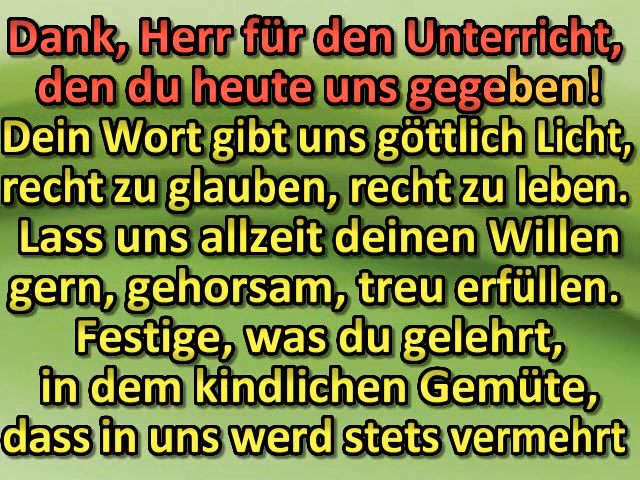 Dank, Herr für den Unterricht,
den du heute uns gegeben!
Dein Wort gibt uns göttlich Licht,
recht zu glauben, recht zu leben.
Lass uns allzeit deinen Willen
gern, gehorsam, treu erfüllen.
Festige, was du gelehrt,
in dem kindlichen Gemüte,
dass in uns werd stets vermehrt